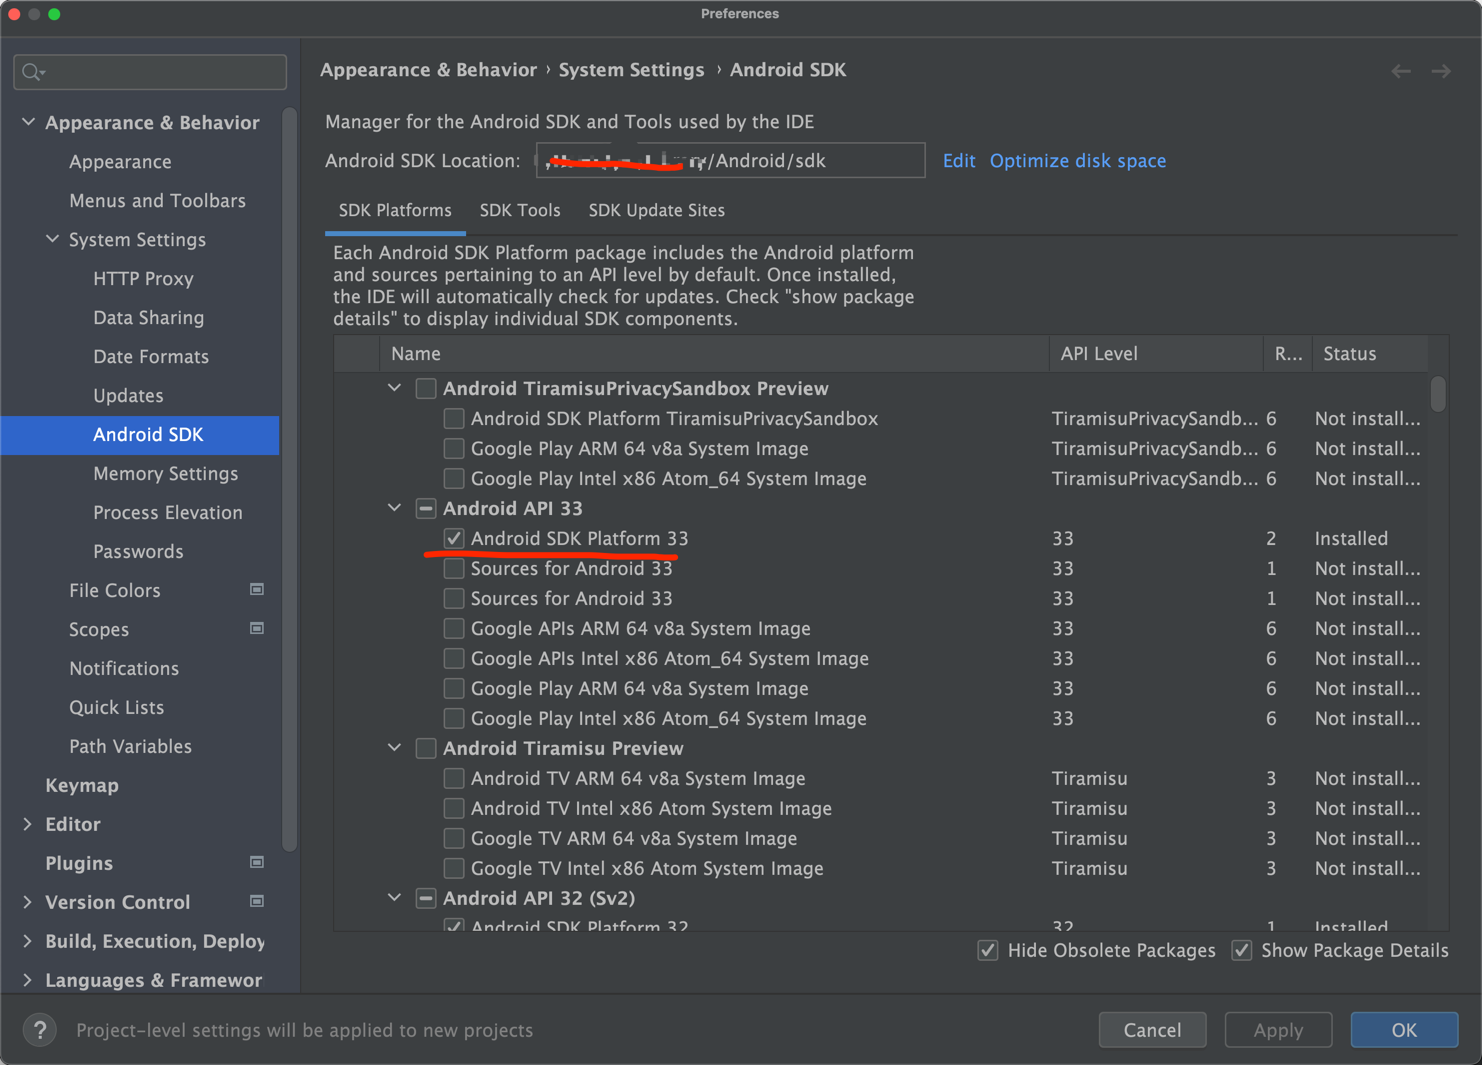 Preferences
Appearance & Behavior › System Settings › Android SDK
Appearance & Behavior
Appearance
Menus and Toolbars
System Settings
HTTP Proxy
Data Sharing
Date Formats
Updates
Android SDK
Memory Settings
Process Elevation
Passwords
File Colors
Scopes
Notifications
Quick Lists
Path Variables
Keymap
Editor
Plugins
Version Control
Build, Execution, Deploy
Languages & Framewor
Manager for the Android SDK and Tools used by the IDE
Android SDK Location: /Android/sdk Edit Optimize disk space
SDK Platforms SDK Tools SDK Update Sites
Each Android SDK Platform package includes the Android platform
and sources pertaining to an API level by default. Once installed,
the IDE will automatically check for updates. Check "show package
details" to display individual SDK components.
Name API Level R... Status
Android TiramisuPrivacySandbox Preview
Android SDK Platform TiramisuPrivacySandbox TiramisuPrivacySandb... 6 Not install...
Google Play ARM 64 v8a System Image TiramisuPrivacySandb... 6 Not install...
Google Play Intel x86 Atom_64 System Image TiramisuPrivacySandb... 6 Not install...
Android API 33
Android SDK Platform 33 33 2 Installed
Sources for Android 33 33 1 Not install...
Sources for Android 33 33 1 Not install...
Google APIs ARM 64 v8a System Image 33 6 Not install...
Google APIs Intel x86 Atom_64 System Image 33 6 Not install...
Google Play ARM 64 v8a System Image 33 6 Not install...
Google Play Intel x86 Atom_64 System Image 33 6 Not install...
Android Tiramisu Preview
Android TV ARM 64 v8a System Image Tiramisu 3 Not install...
Android TV Intel x86 Atom System Image Tiramisu 3 Not install...
Google TV ARM 64 v8a System Image Tiramisu 3 Not install...
Google TV Intel x86 Atom System Image Tiramisu 3 Not install...
Android API 32 (Sv2)
Android SDK Platform 32 32 1 Installed
Hide Obsolete Packages Show Package Details
? Project-level settings will be applied to new projects
Cancel Apply OK